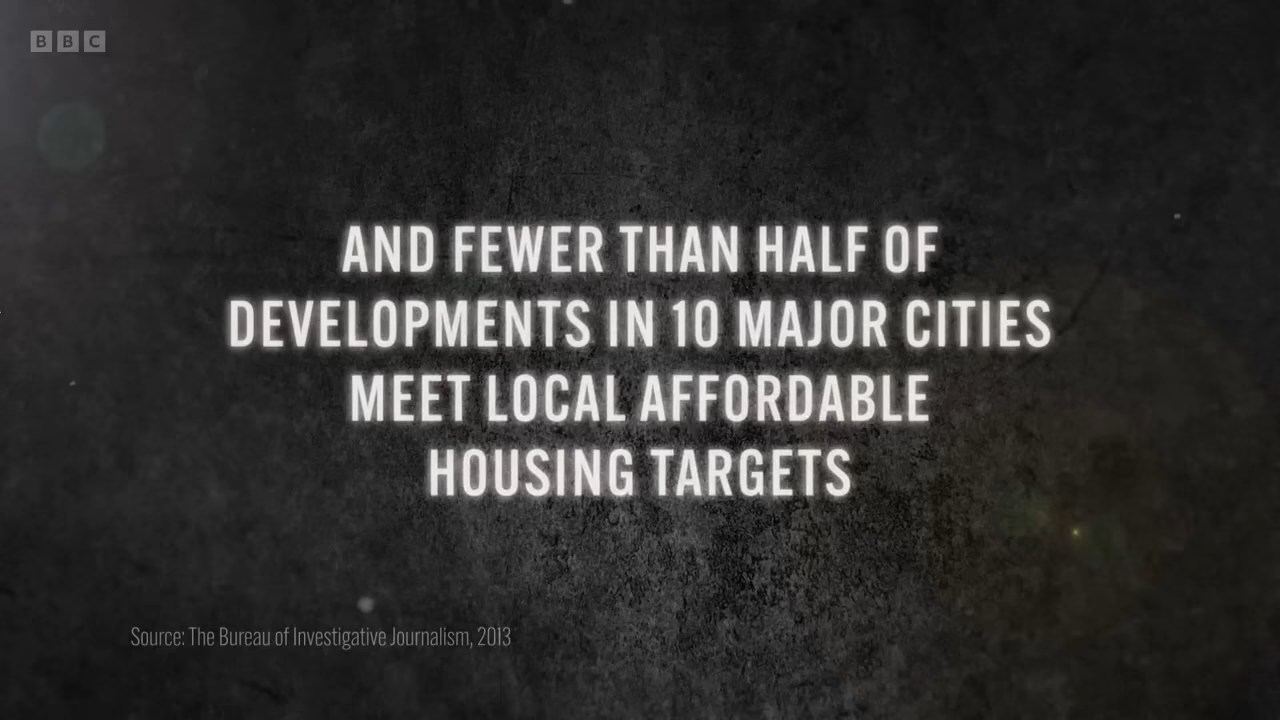 BBC
AND FEWER THAN HALF OF
DEVELOPMENTS IN 10 MAJOR CITIES
MEET LOCAL AFFORDABLE
HOUSING TARGETS
Source: The Bureau of Investigative Journalism, 2013